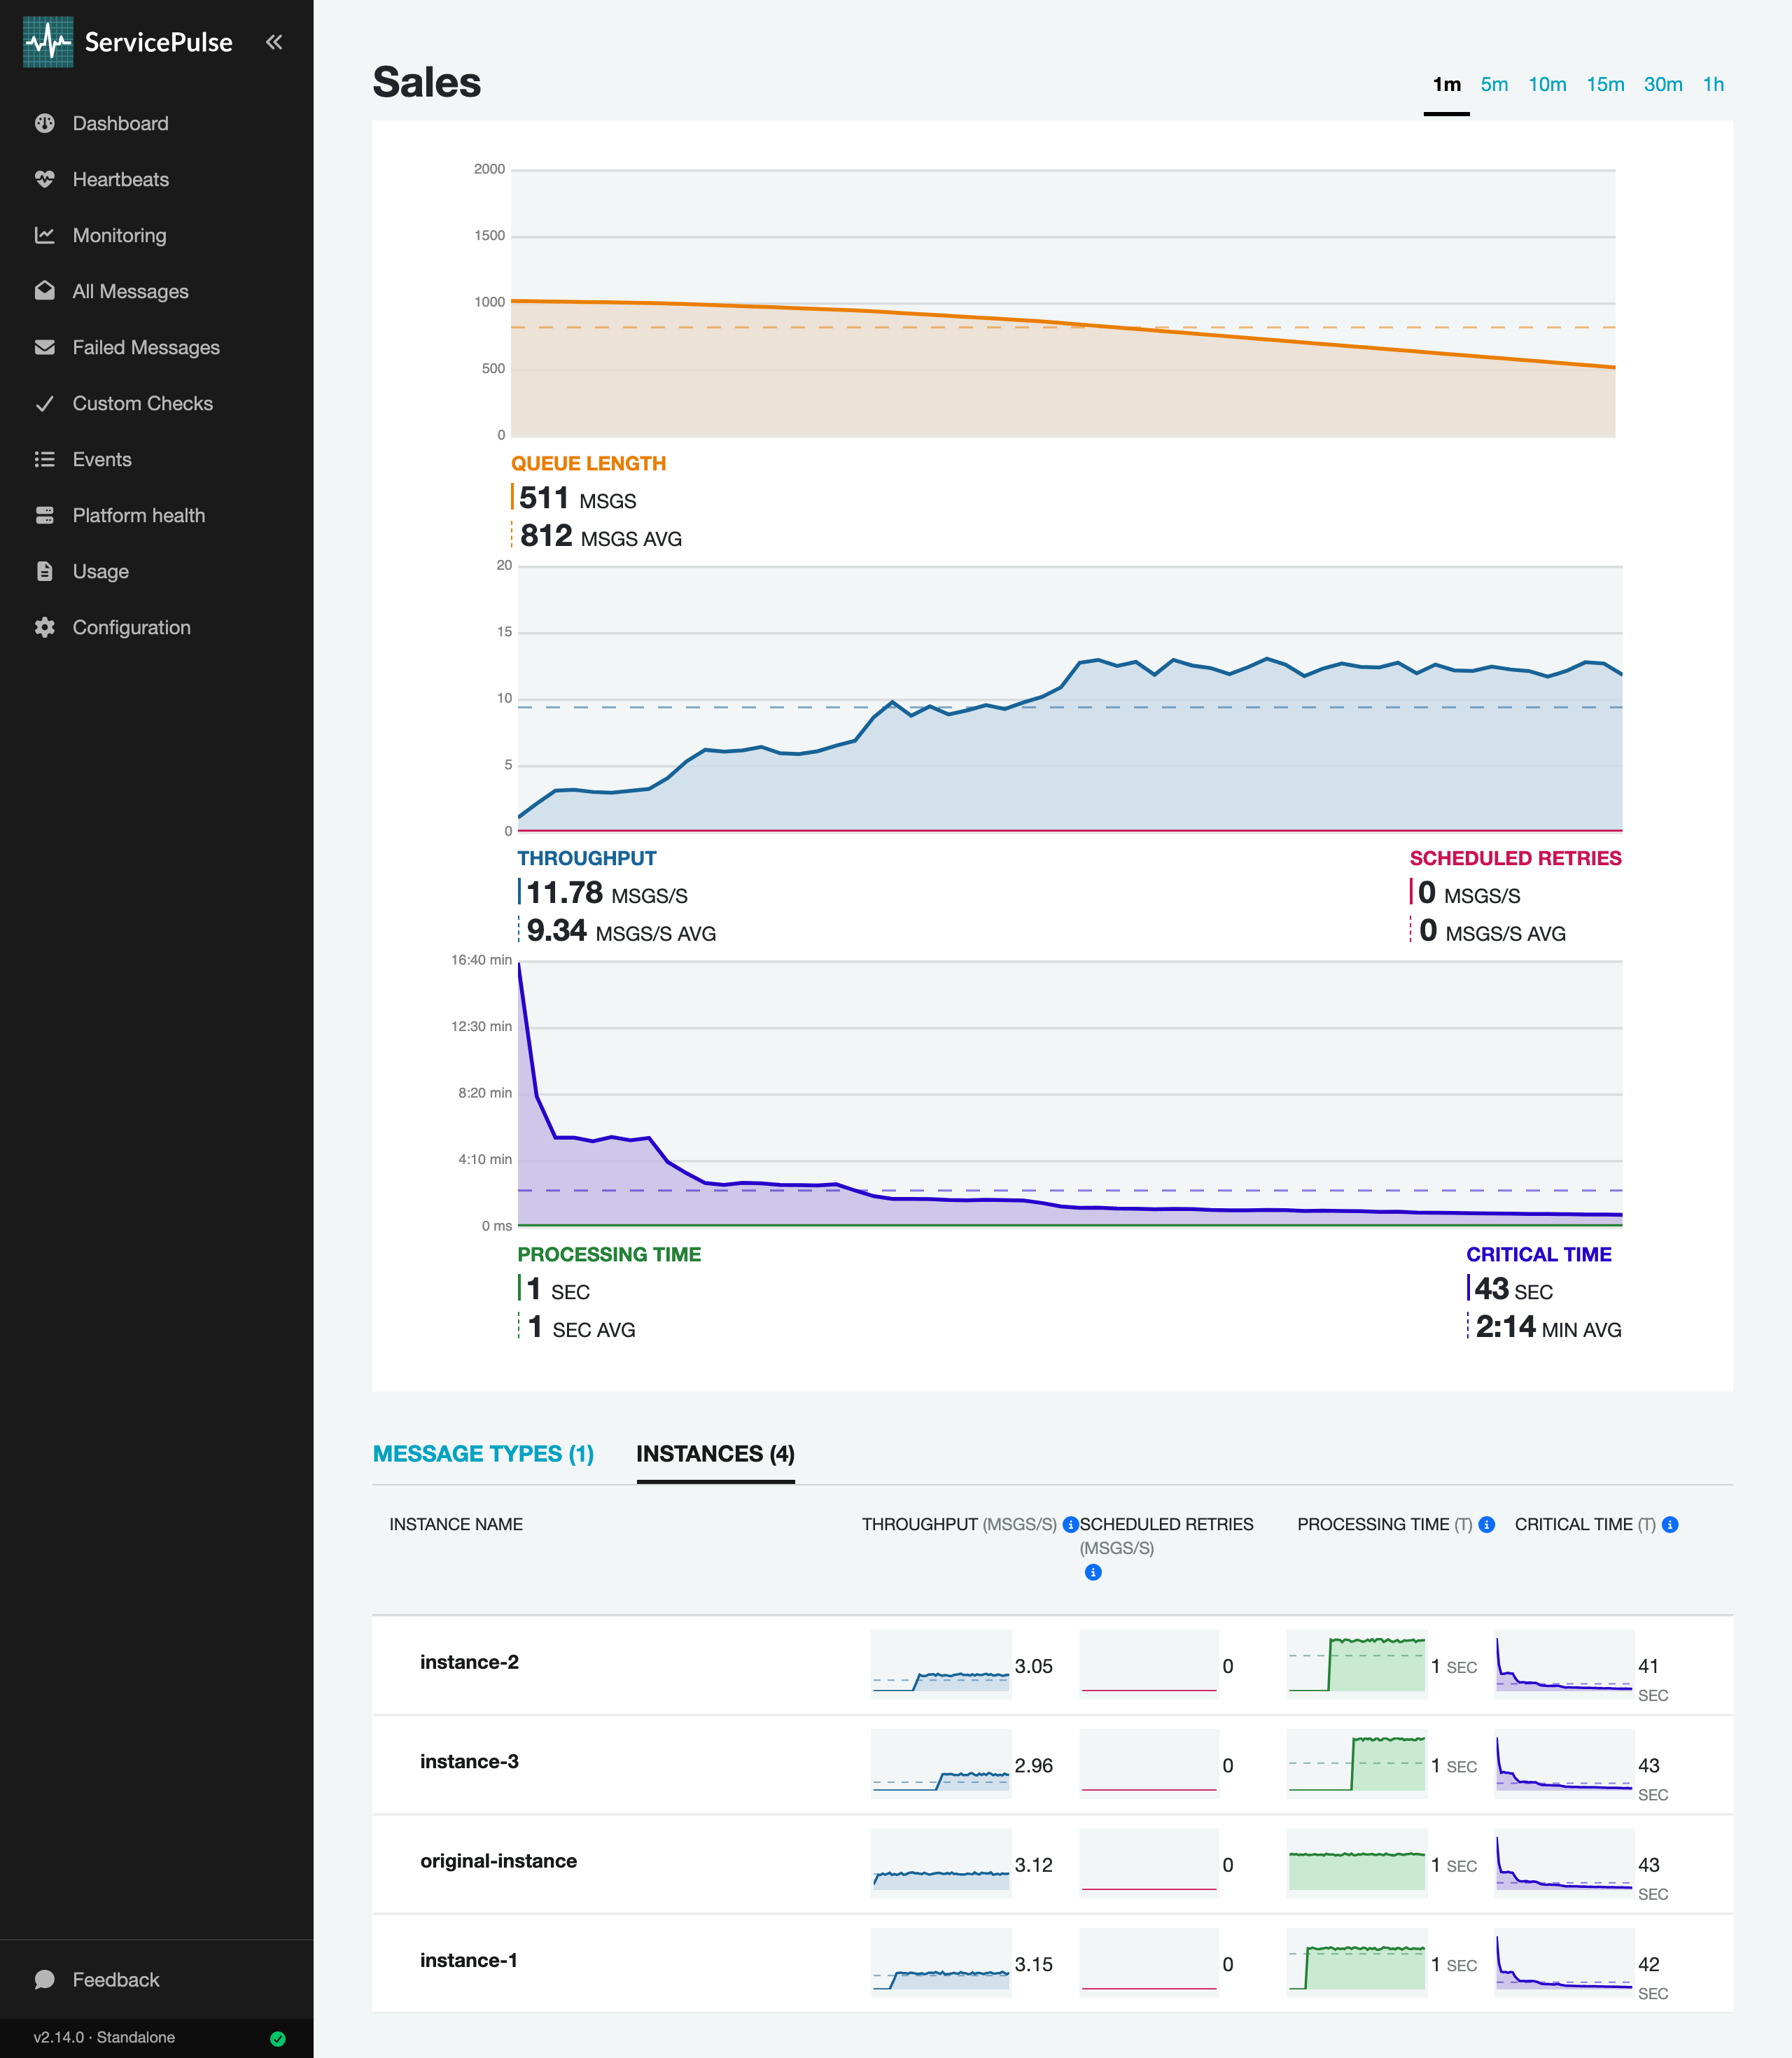 ServicePulse
Dashboard
Heartbeats
Monitoring
All Messages
Failed Messages
Custom Checks
Events
Platform health
Usage
Configuration
Feedback
v2.14.0 · Standalone
Sales
1m 5m 10m 15m 30m 1h
2000
1500
1000
500
0
QUEUE LENGTH
511 MSGS
812 MSGS AVG
20
15
10
5
0
THROUGHPUT SCHEDULED RETRIES
11.78 MSGS/S 0 MSGS/S
9.34 MSGS/S AVG 0 MSGS/S AVG
16:40 min
12:30 min
8:20 min
4:10 min
0 ms
PROCESSING TIME CRITICAL TIME
1 SEC 43 SEC
1 SEC AVG 2:14 MIN AVG
MESSAGE TYPES (1) INSTANCES (4)
INSTANCE NAME THROUGHPUT (MSGS/S) SCHEDULED RETRIES PROCESSING TIME (T) CRITICAL TIME (T)
(MSGS/S)
instance-2 3.05 0 1 SEC 41
SEC
instance-3 2.96 0 1 SEC 43
SEC
original-instance 3.12 0 1 SEC 43
SEC
instance-1 3.15 0 1 SEC 42
SEC